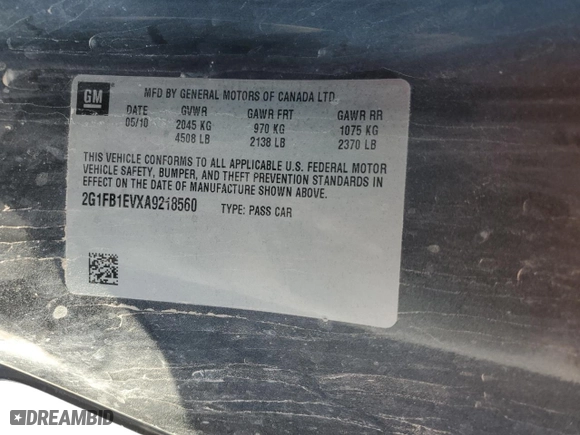 GM
MFD BY GENERAL MOTORS OF CANADA LTD.
DATE GVWR GAWR FRT GAWR RR
05/10 2045 KG 970 KG 1075 KG
4508 LB 2138 LB 2370 LB
THIS VEHICLE CONFORMS TO ALL APPLICABLE U.S. FEDERAL MOTOR
VEHICLE SAFETY, BUMPER, AND THEFT PREVENTION STANDARDS IN
EFFECT ON THE DATE OF MANUFACTURE SHOWN ABOVE.
2G1FB1EVXA9218560 TYPE: PASS CAR
DREAMBID